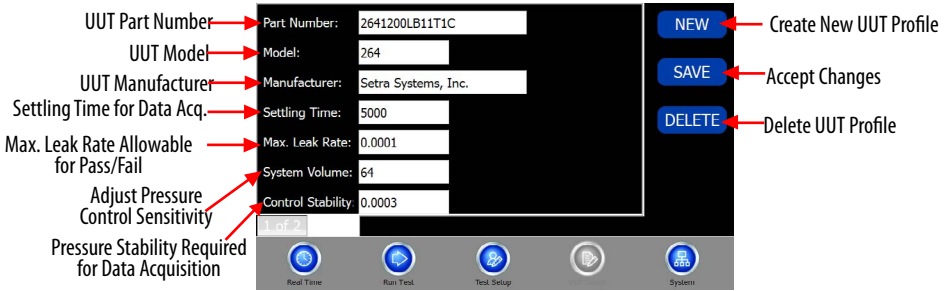 UUT Part Number
Part Number: 2641200LB11T1C
NEW
Create New UUT Profile
UUT Model
Model: 264
UUT Manufacturer
Manufacturer: Setra Systems, Inc.
SAVE
Accept Changes
Settling Time for Data Acq.
Settling Time: 5000
DELETE
Delete UUT Profile
Max. Leak Rate Allowable
for Pass/Fail
Max. Leak Rate: 0.0001
System Volume: 64
Adjust Pressure
Control Sensitivity
Control Stability: 0.0003
Pressure Stability Required
for Data Acquisition
1 of 2
Real Time
Run Test
Test Setup
System